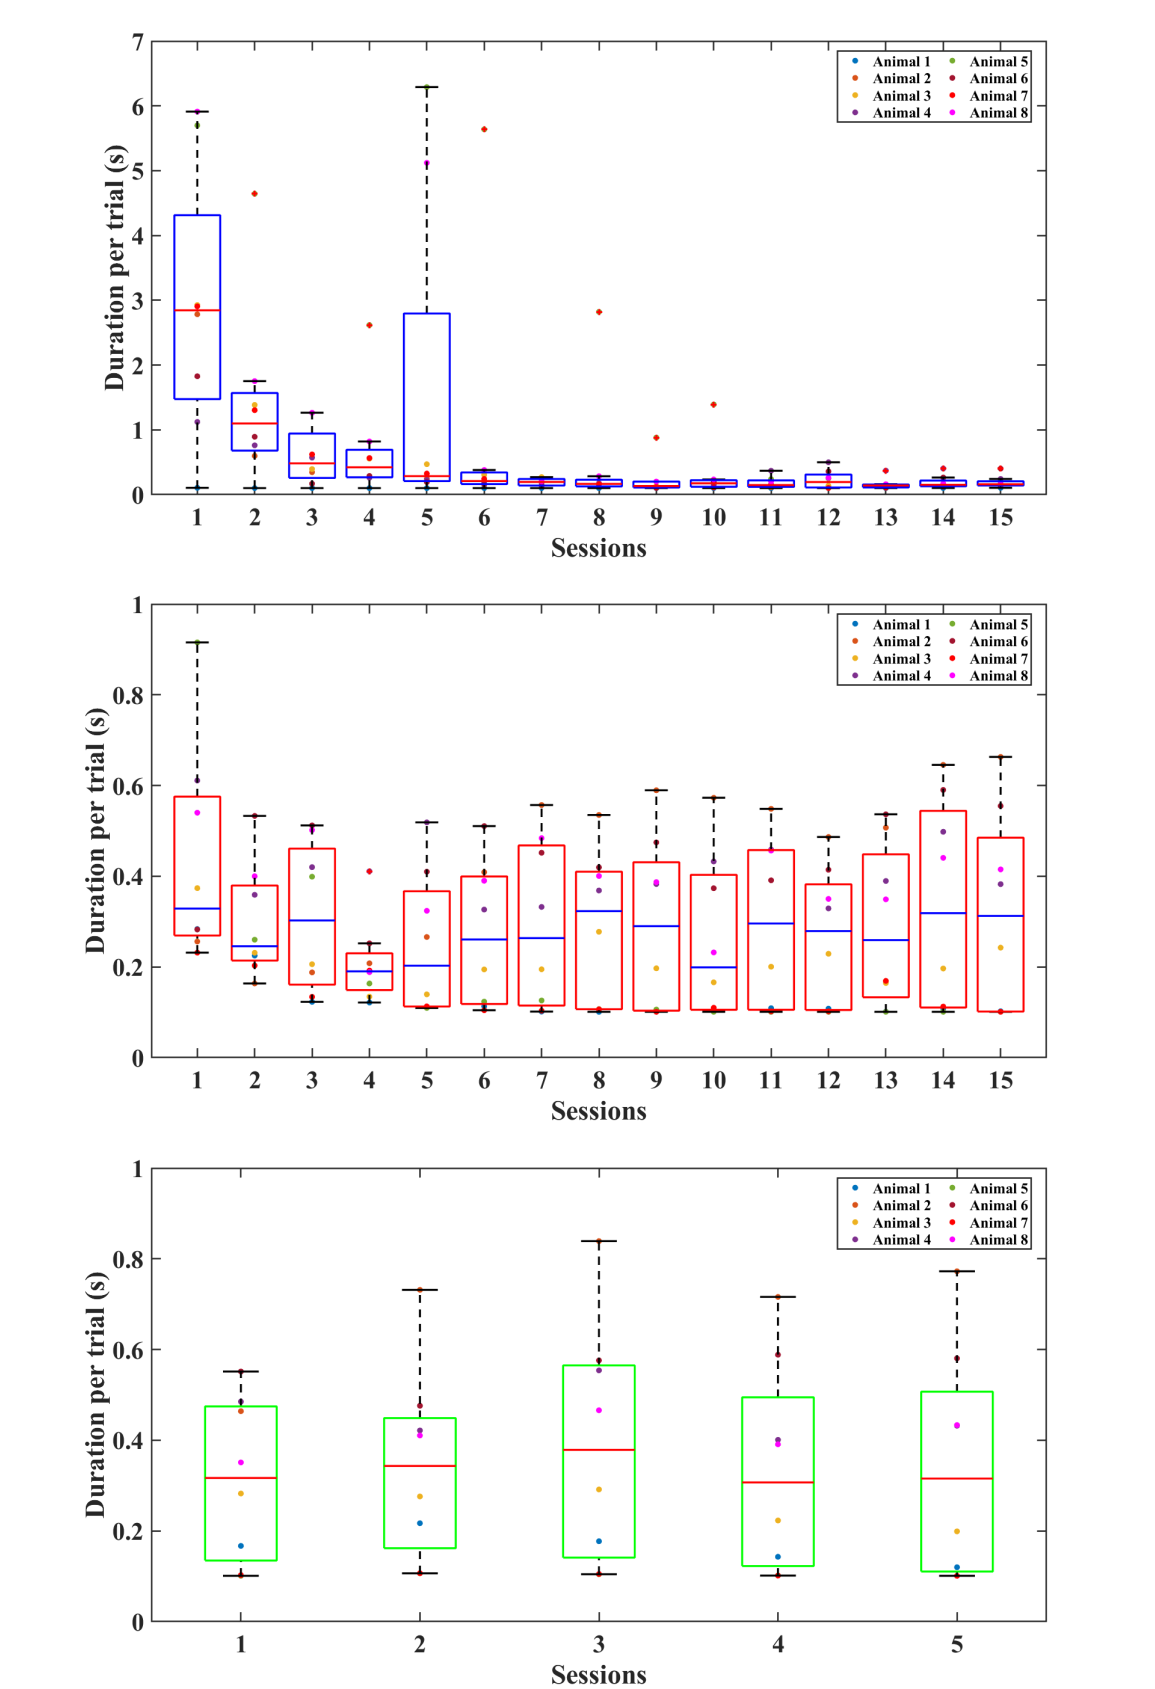 7
6
5
4
3
2
1
0
Duration per trial (s)
Animal 1 Animal 5
Animal 2 Animal 6
Animal 3 Animal 7
Animal 4 Animal 8
1 2 3 4 5 6 7 8 9 10 11 12 13 14 15
Sessions
1
0.8
0.6
0.4
0.2
0
Duration per trial (s)
Animal 1 Animal 5
Animal 2 Animal 6
Animal 3 Animal 7
Animal 4 Animal 8
1 2 3 4 5 6 7 8 9 10 11 12 13 14 15
Sessions
1
0.8
0.6
0.4
0.2
0
Duration per trial (s)
Animal 1 Animal 5
Animal 2 Animal 6
Animal 3 Animal 7
Animal 4 Animal 8
1 2 3 4 5
Sessions